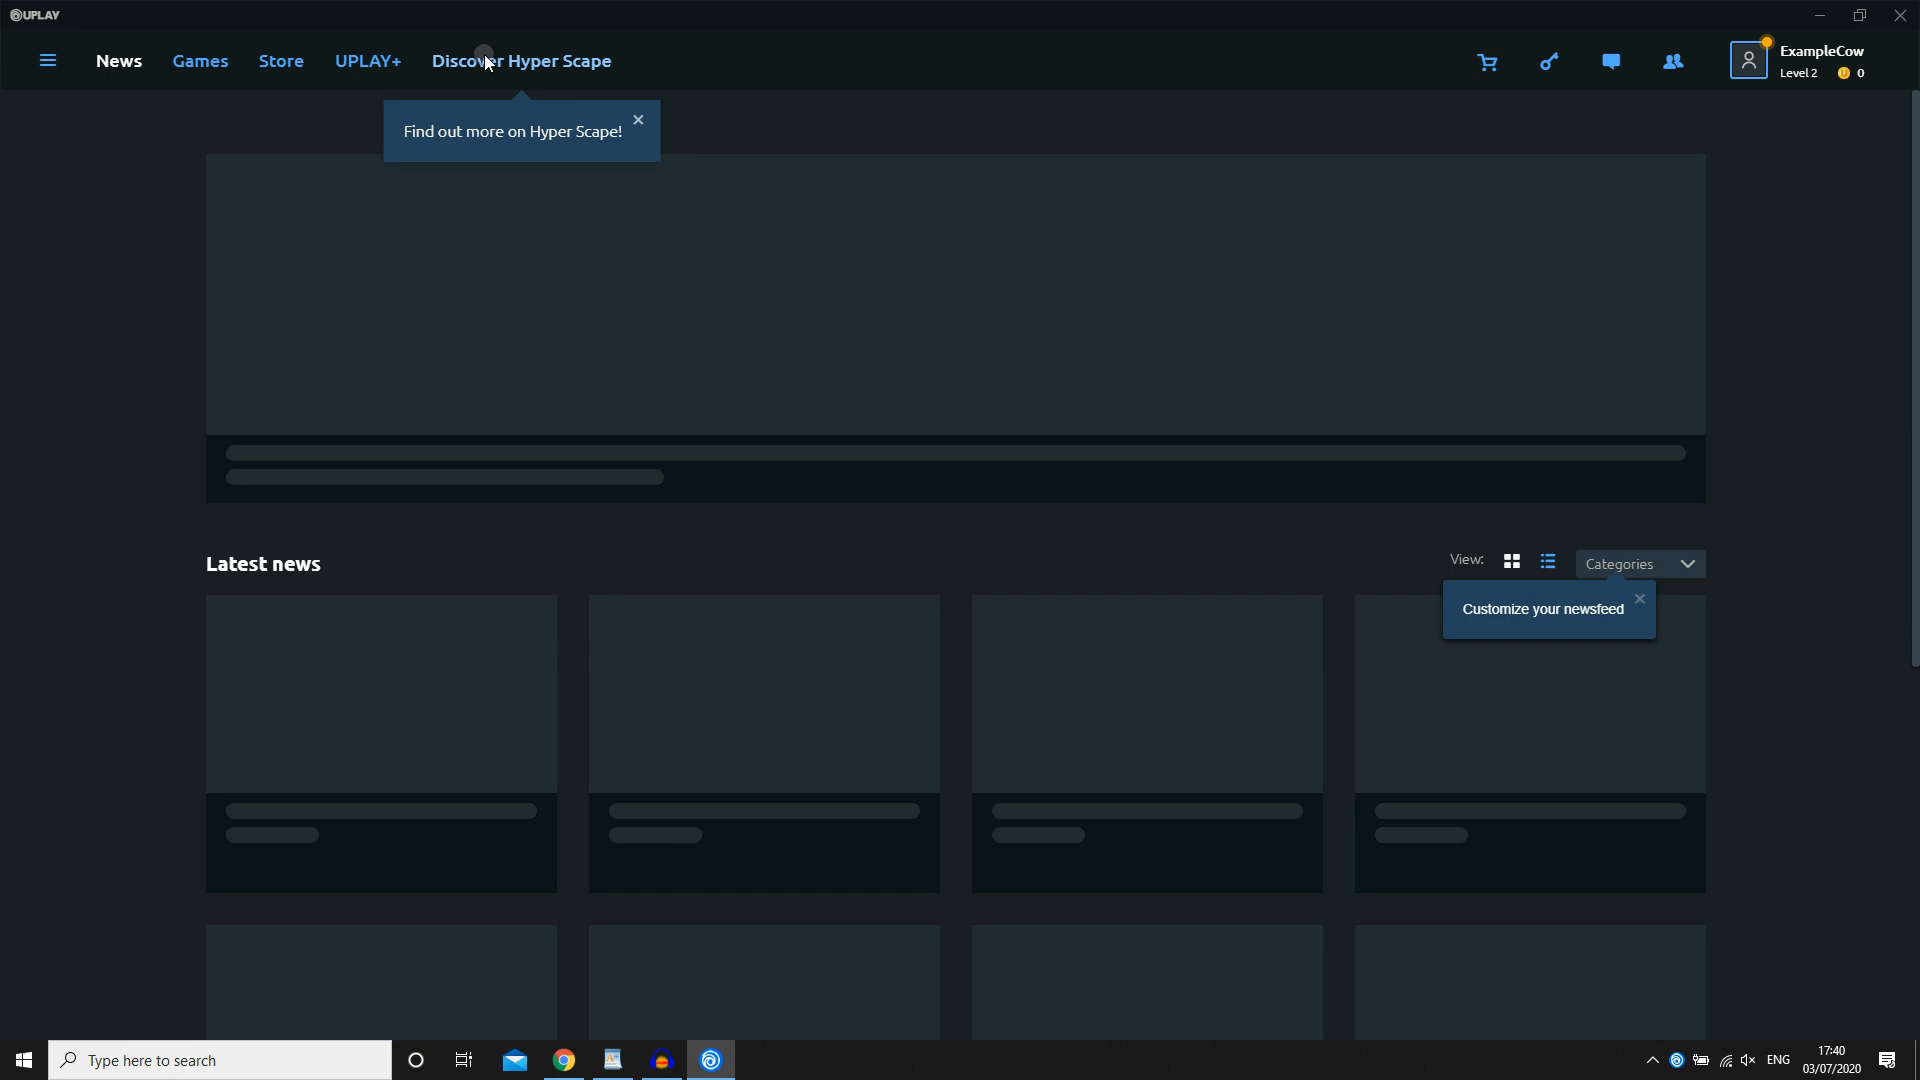 UPLAY
News Games Store UPLAY+ Discover Hyper Scape
ExampleCow
Level 2 0
Find out more on Hyper Scape!
Latest news
View: Categories
Customize your newsfeed
Type here to search
ENG
17:40
03/07/2020